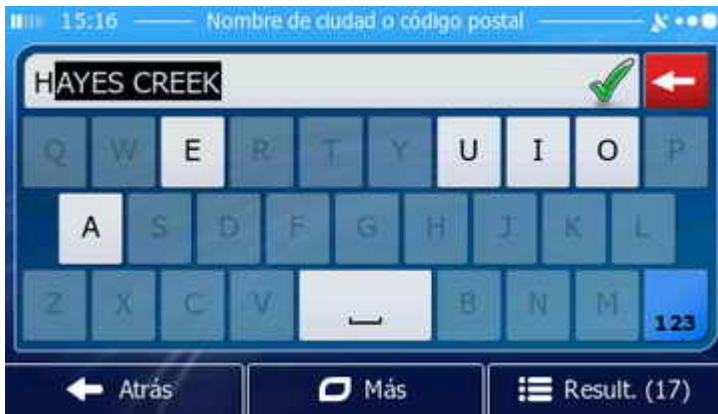 15:16 Nombre de ciudad o código postal
HAYES CREEK
Q W E R T Y U I O P
A S D F G H J K L
Z X C V B N M 123
Atrás Más Result. (17)